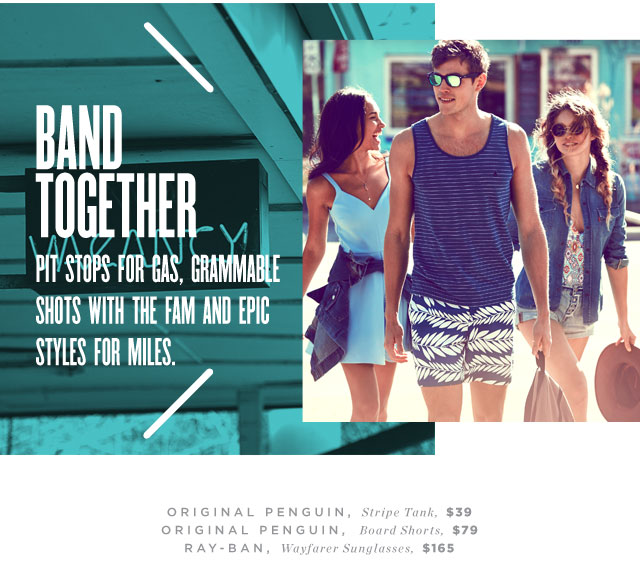 BAND
TOGETHER
VACANCY
PIT STOPS FOR GAS, GRAMMABLE
SHOTS WITH THE FAM AND EPIC
STYLES FOR MILES.
ORIGINAL PENGUIN, Stripe Tank, $39
ORIGINAL PENGUIN, Board Shorts, $79
RAY-BAN, Wayfarer Sunglasses, $165